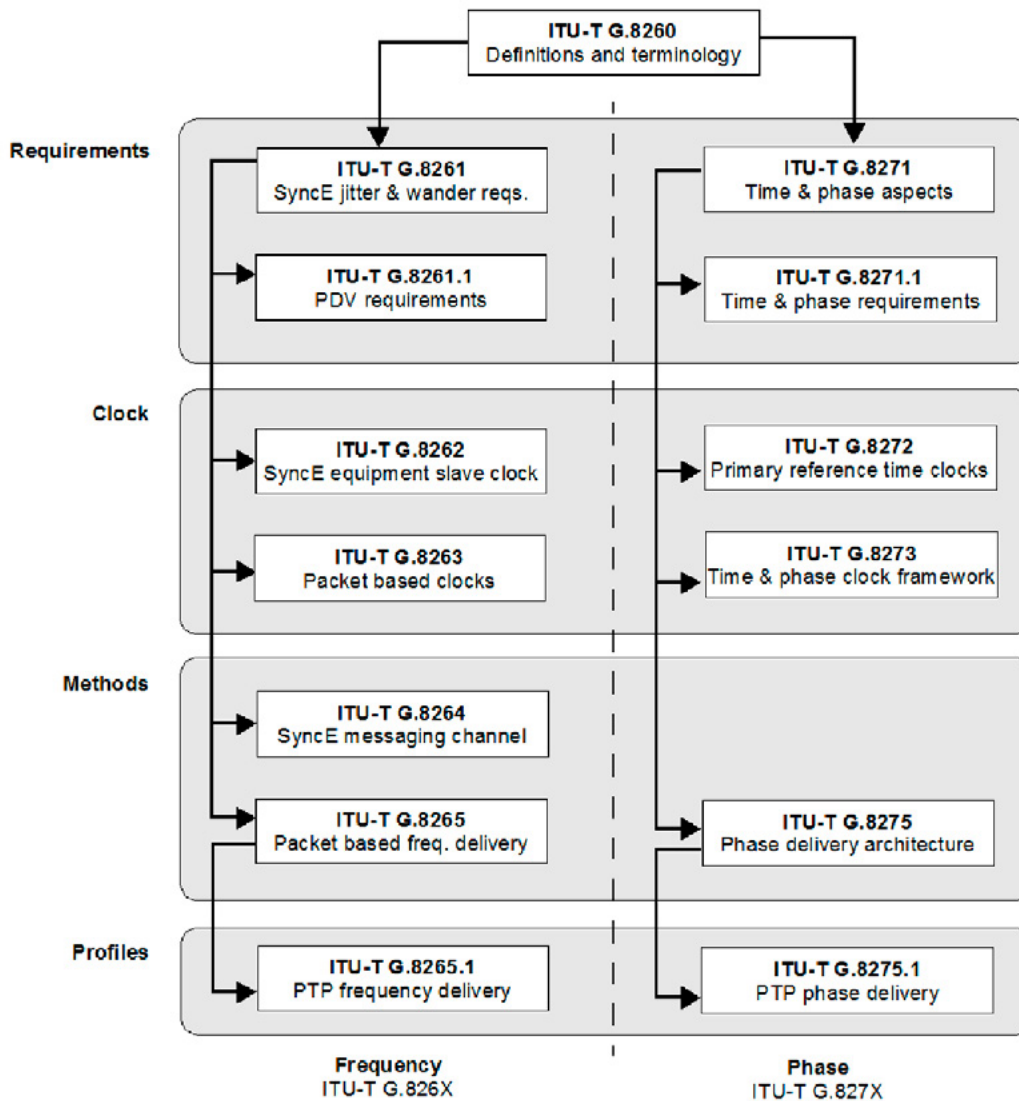 ITU-T G.8260
Definitions and terminology
Requirements
ITU-T G.8261
SyncE jitter & wander reqs.
ITU-T G.8271
Time & phase aspects
ITU-T G.8261.1
PDV requirements
ITU-T G.8271.1
Time & phase requirements
Clock
ITU-T G.8262
SyncE equipment slave clock
ITU-T G.8272
Primary reference time clocks
ITU-T G.8263
Packet based clocks
ITU-T G.8273
Time & phase clock framework
Methods
ITU-T G.8264
SyncE messaging channel
ITU-T G.8265
Packet based freq. delivery
ITU-T G.8275
Phase delivery architecture
Profiles
ITU-T G.8265.1
PTP frequency delivery
ITU-T G.8275.1
PTP phase delivery
Frequency
ITU-T G.826X
Phase
ITU-T G.827X